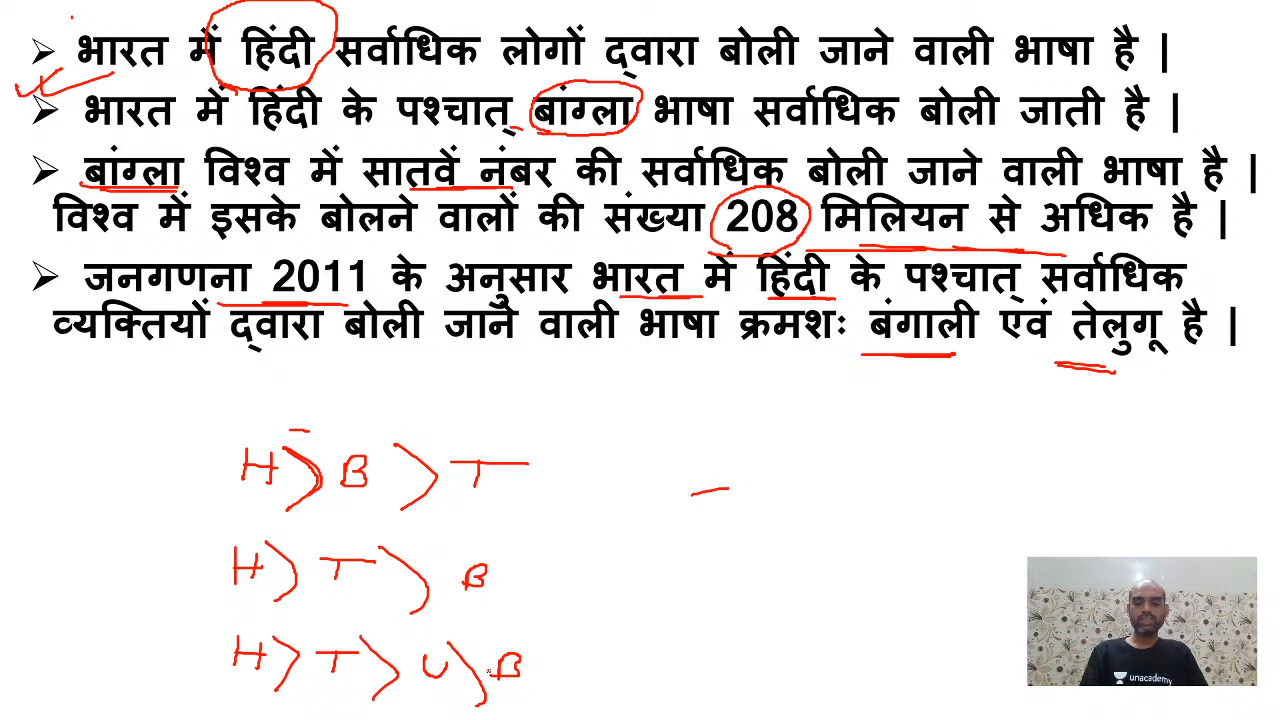 ➢ भारत में हिंदी सर्वाधिक लोगों द्वारा बोली जाने वाली भाषा है |
➢ भारत में हिंदी के पश्चात् बांग्ला भाषा सर्वाधिक बोली जाती है |
➢ बांग्ला विश्व में सातवें नंबर की सर्वाधिक बोली जाने वाली भाषा है |
विश्व में इसके बोलने वालों की संख्या 208 मिलियन से अधिक है |
➢ जनगणना 2011 के अनुसार भारत में हिंदी के पश्चात् सर्वाधिक
व्यक्तियों द्वारा बोली जाने वाली भाषा क्रमशः बंगाली एवं तेलुगू है |
H > B > T
H > T > B
H > T > U > B
unacademy